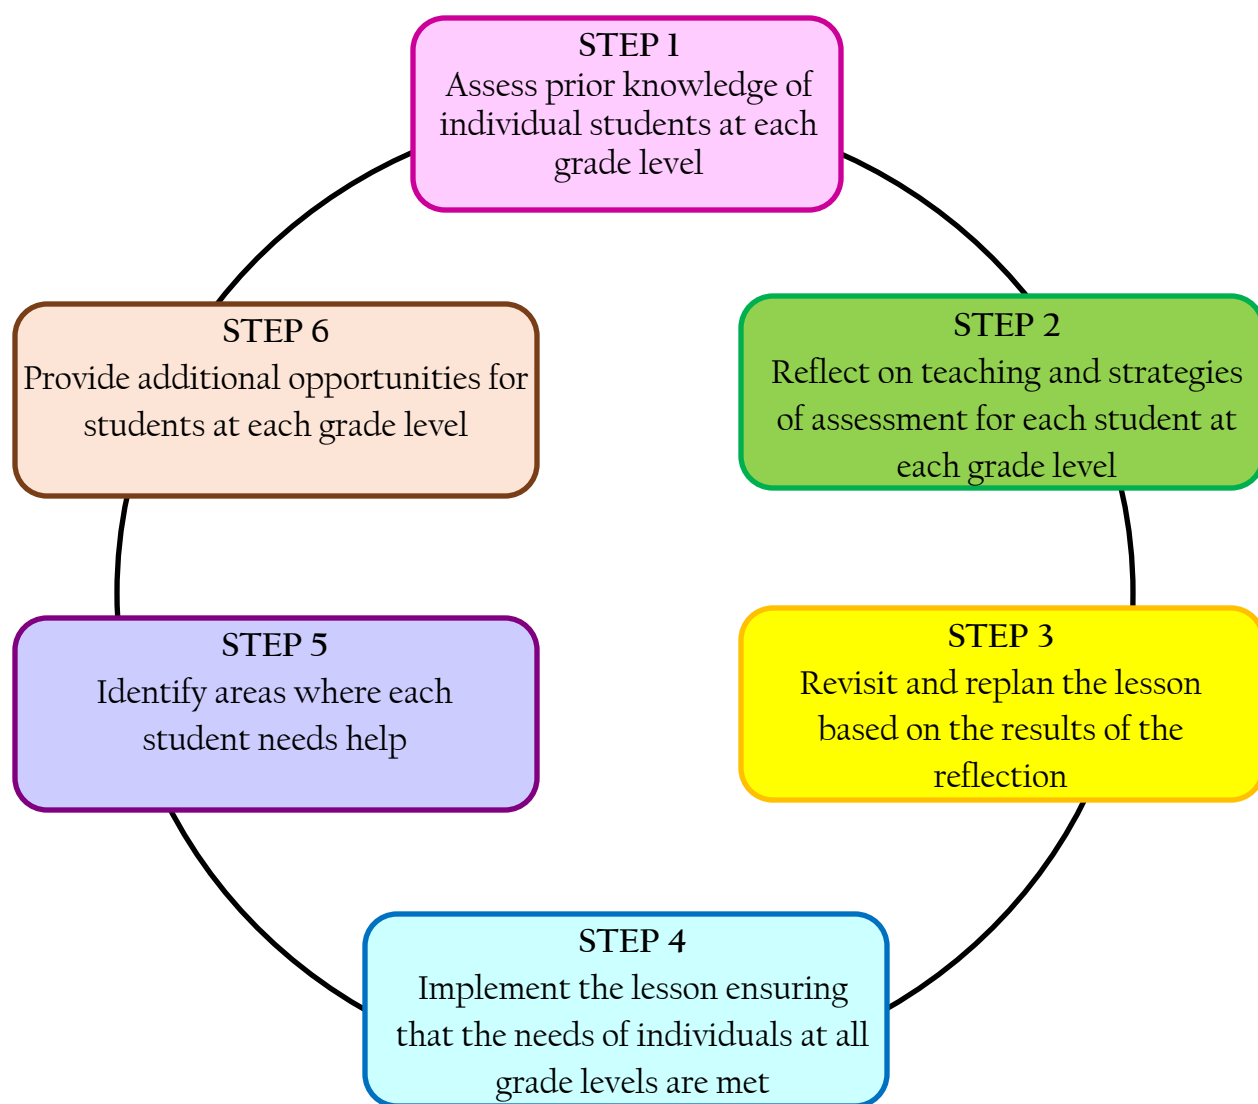 STEP 1
Assess prior knowledge of
individual students at each
grade level
STEP 2
Reflect on teaching and strategies
of assessment for each student at
each grade level
STEP 3
Revisit and replan the lesson
based on the results of the
reflection
STEP 4
Implement the lesson ensuring
that the needs of individuals at all
grade levels are met
STEP 5
Identify areas where each
student needs help
STEP 6
Provide additional opportunities for
students at each grade level